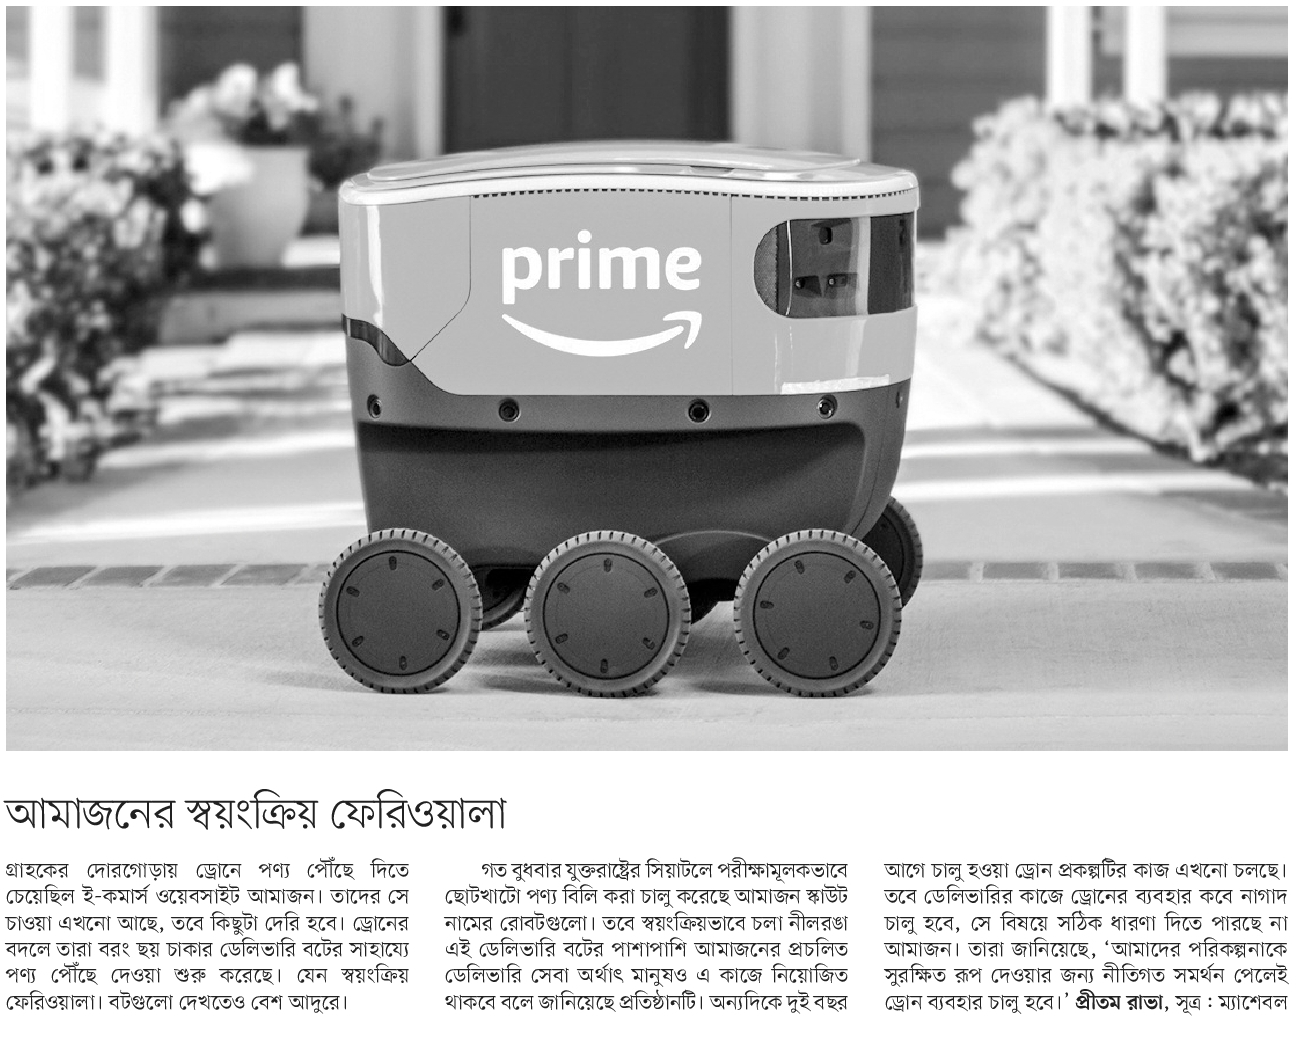 prime
আমাজনের স্বয়ংক্রিয় ফেরিওয়ালা
গ্রাহকের দোরগোড়ায় ড্রোনে পণ্য পৌঁছে দিতে
চেয়েছিল ই-কমার্স ওয়েবসাইট আমাজন। তাদের সে
চাওয়া এখনো আছে, তবে কিছুটা দেরি হবে। ড্রোনের
বদলে তারা বরং ছয় চাকার ডেলিভারি বটের সাহায্যে
পণ্য পৌঁছে দেওয়া শুরু করেছে। যেন স্বয়ংক্রিয়
ফেরিওয়ালা। বটগুলো দেখতেও বেশ আদুরে।
গত বুধবার যুক্তরাষ্ট্রের সিয়াটলে পরীক্ষামূলকভাবে
ছোটখাটো পণ্য বিলি করা চালু করেছে আমাজন স্কাউট
নামের রোবটগুলো। তবে স্বয়ংক্রিয়ভাবে চলা নীলরঙা
এই ডেলিভারি বটের পাশাপাশি আমাজনের প্রচলিত
ডেলিভারি সেবা অর্থাৎ মানুষও এ কাজে নিয়োজিত
থাকবে বলে জানিয়েছে প্রতিষ্ঠানটি। অন্যদিকে দুই বছর
আগে চালু হওয়া ড্রোন প্রকল্পটির কাজ এখনো চলছে।
তবে ডেলিভারির কাজে ড্রোনের ব্যবহার কবে নাগাদ
চালু হবে, সে বিষয়ে সঠিক ধারণা দিতে পারছে না
আমাজন। তারা জানিয়েছে, ‘আমাদের পরিকল্পনাকে
সুরক্ষিত রূপ দেওয়ার জন্য নীতিগত সমর্থন পেলেই
ড্রোন ব্যবহার চালু হবে।’ প্রীতম রাভা, সূত্র : ম্যাশেবল